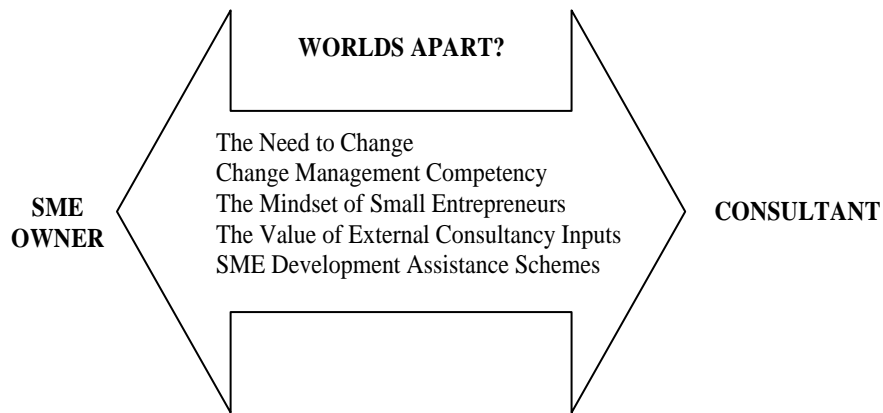 WORLDS APART?
The Need to Change
Change Management Competency
The Mindset of Small Entrepreneurs
The Value of External Consultancy Inputs
SME Development Assistance Schemes
SME
OWNER
CONSULTANT